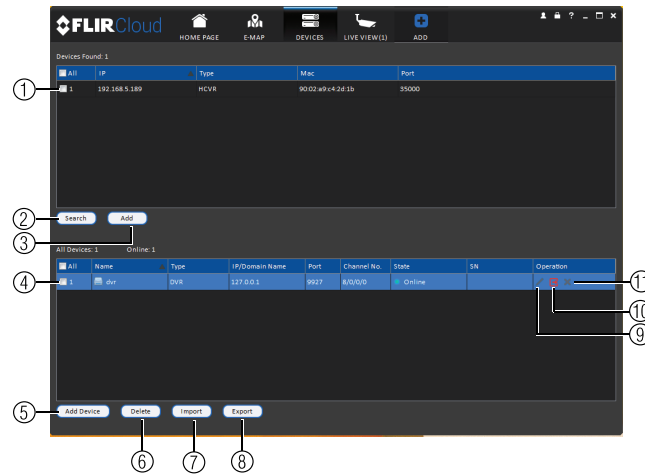 FLIRCloud
HOME PAGE E-MAP DEVICES LIVE VIEW(1) ADD
? - □ ×
Devices Found: 1
All IP Type Mac Port
① 1 192.168.5.189 HCVR 90:02:a9:c4:2d:1b 35000
② Search Add
③
All Devices: 1 Online: 1
All Name Type IP/Domain Name Port Channel No. State SN Operation
④ 1 dvr DVR 127.0.0.1 9927 8/0/0/0 Online ⑪
⑩
⑨
⑤ Add Device Delete Import Export
⑥ ⑦ ⑧